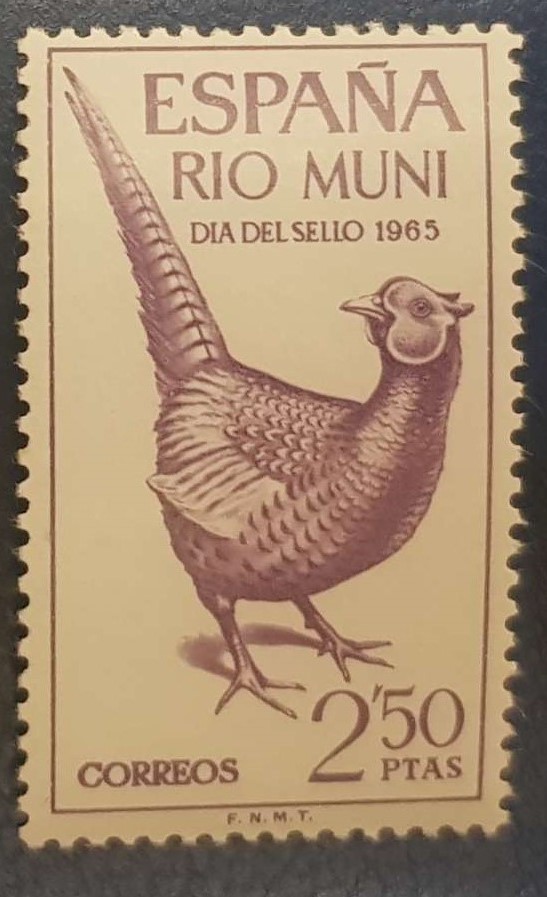 ESPAÑA
RIO MUNI
DIA DEL SELLO 1965
2'50
CORREOS PTAS
F. N. M. T.